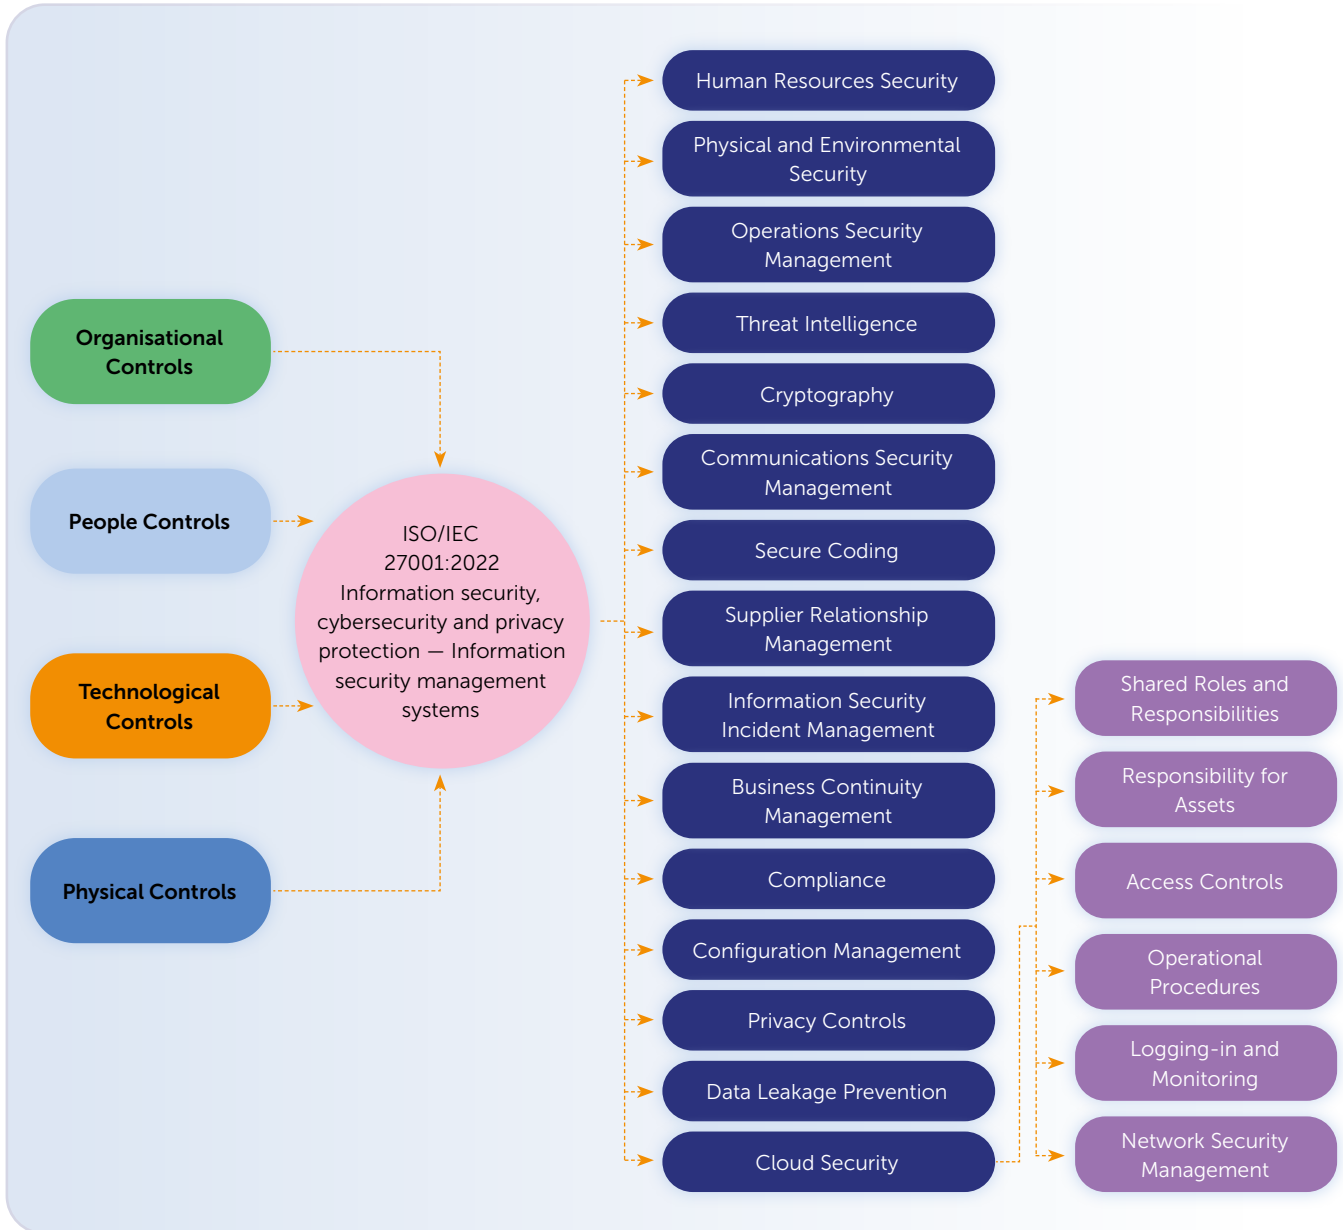 Organisational
Controls
People Controls
Technological
Controls
Physical Controls
ISO/IEC
27001:2022
Information security,
cybersecurity and privacy
protection — Information
security management
systems
Human Resources Security
Physical and Environmental
Security
Operations Security
Management
Threat Intelligence
Cryptography
Communications Security
Management
Secure Coding
Supplier Relationship
Management
Information Security
Incident Management
Business Continuity
Management
Compliance
Configuration Management
Privacy Controls
Data Leakage Prevention
Cloud Security
Shared Roles and
Responsibilities
Responsibility for
Assets
Access Controls
Operational
Procedures
Logging-in and
Monitoring
Network Security
Management